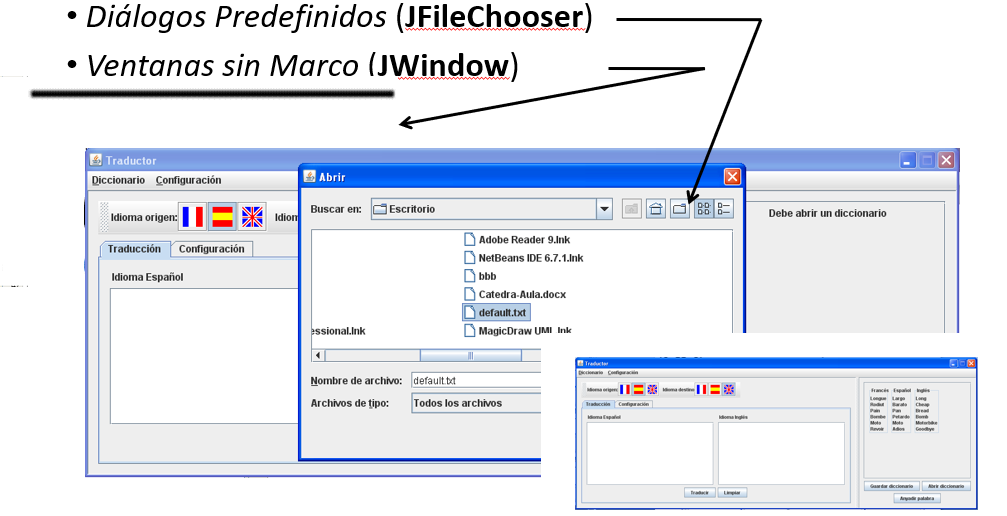 • Diálogos Predefinidos (JFileChooser)
• Ventanas sin Marco (JWindow)
Traductor
Diccionario Configuración
Idioma origen: Idiom
Traducción Configuración
Idioma Español
Debe abrir un diccionario
Abrir
Buscar en: Escritorio
Adobe Reader 9.lnk
NetBeans IDE 6.7.1.lnk
bbb
Catedra-Aula.docx
default.txt
essional.lnk MagicDraw UML.lnk
Nombre de archivo: default.txt
Archivos de tipo: Todos los archivos
Traductor
Diccionario Configuración
Idioma origen: Idioma destino:
Traducción Configuración
Idioma Español Idioma Inglés
Francés Español Inglés
Longue Largo Long
Radiul Barato Cheap
Pain Pan Bread
Bombe Petardo Bomb
Moto Moto Motorbike
Revoir Adios Goodbye
Traducir Limpiar
Guardar diccionario Abrir diccionario
Anyadir palabra